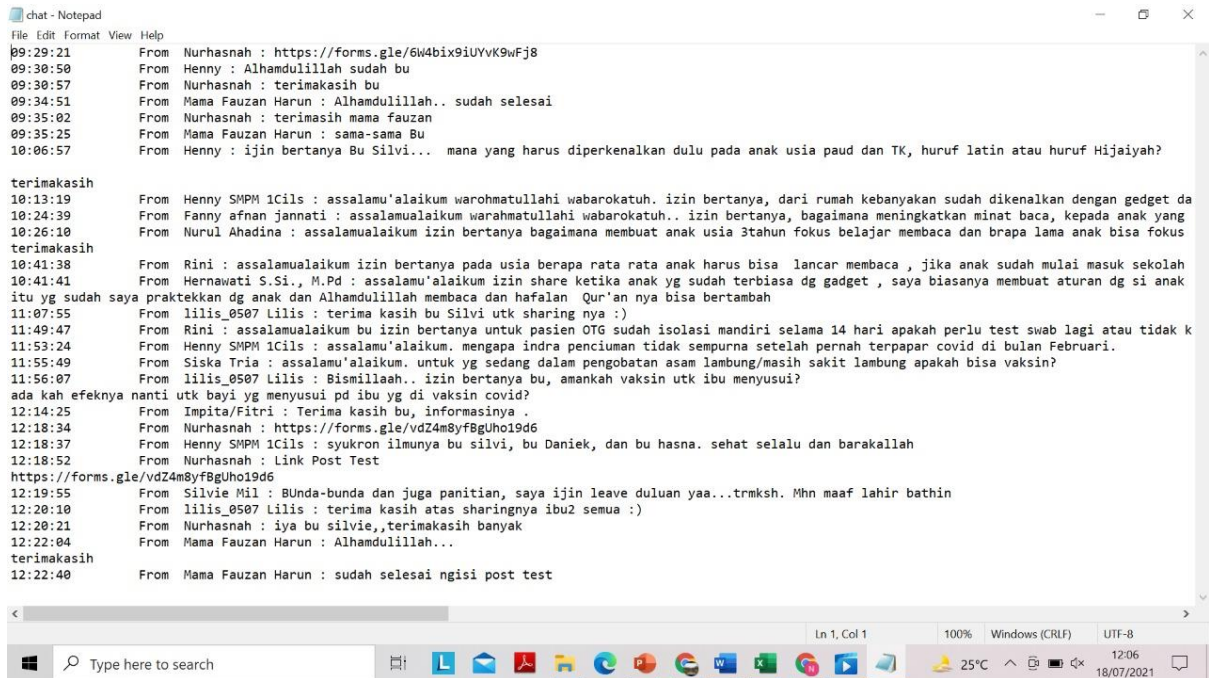 chat - Notepad
File Edit Format View Help
09:29:21 From Nurhasnah : https://forms.gle/6W4bix9iUYvK9wFj8
09:30:50 From Henny : Alhamdulillah sudah bu
09:30:57 From Nurhasnah : terimakasih bu
09:34:51 From Mama Fauzan Harun : Alhamdulillah.. sudah selesai
09:35:02 From Nurhasnah : terimasih mama fauzan
09:35:25 From Mama Fauzan Harun : sama-sama Bu
10:06:57 From Henny : ijin bertanya Bu Silvi... mana yang harus diperkenalkan dulu pada anak usia paud dan TK, huruf latin atau huruf Hijaiyah?
terimakasih
10:13:19 From Henny SMPM 1Cils : assalamu'alaikum warohmatullahi wabarokatuh. izin bertanya, dari rumah kebanyakan sudah dikenalkan dengan gedget da
10:24:39 From Fanny afnan jannati : assalamualaikum warahmatullahi wabarokatuh.. izin bertanya, bagaimana meningkatkan minat baca, kepada anak yang
10:26:10 From Nurul Ahadina : assalamualaikum izin bertanya bagaimana membuat anak usia 3tahun fokus belajar membaca dan brapa lama anak bisa fokus
terimakasih
10:41:38 From Rini : assalamualaikum izin bertanya pada usia berapa rata rata anak harus bisa lancar membaca , jika anak sudah mulai masuk sekolah
10:41:41 From Hernawati S.Si., M.Pd : assalamu'alaikum izin share ketika anak yg sudah terbiasa dg gadget , saya biasanya membuat aturan dg si anak
itu yg sudah saya praktekkan dg anak dan Alhamdulillah membaca dan hafalan Qur'an nya bisa bertambah
11:07:55 From lilis_0507 Lilis : terima kasih bu Silvi utk sharing nya :)
11:49:47 From Rini : assalamualaikum bu izin bertanya untuk pasien OTG sudah isolasi mandiri selama 14 hari apakah perlu test swab lagi atau tidak k
11:53:24 From Henny SMPM 1Cils : assalamu'alaikum. mengapa indra penciuman tidak sempurna setelah pernah terpapar covid di bulan Februari.
11:55:49 From Siska Tria : assalamu'alaikum. untuk yg sedang dalam pengobatan asam lambung/masih sakit lambung apakah bisa vaksin?
11:56:07 From lilis_0507 Lilis : Bismillaah.. izin bertanya bu, amankah vaksin utk ibu menyusui?
ada kah efeknya nanti utk bayi yg menyusui pd ibu yg di vaksin covid?
12:14:25 From Impita/Fitri : Terima kasih bu, informasinya .
12:18:34 From Nurhasnah : https://forms.gle/vdZ4m8yfBgUho19d6
12:18:37 From Henny SMPM 1Cils : syukron ilmunya bu silvi, bu Daniek, dan bu hasna. sehat selalu dan barakallah
12:18:52 From Nurhasnah : Link Post Test
https://forms.gle/vdZ4m8yfBgUho19d6
12:19:55 From Silvie Mil : BUnda-bunda dan juga panitian, saya ijin leave duluan yaa...trmksh. Mhn maaf lahir bathin
12:20:10 From lilis_0507 Lilis : terima kasih atas sharingnya ibu2 semua :)
12:20:21 From Nurhasnah : iya bu silvie,,terimakasih banyak
12:22:04 From Mama Fauzan Harun : Alhamdulillah...
terimakasih
12:22:40 From Mama Fauzan Harun : sudah selesai ngisi post test
Ln 1, Col 1 100% Windows (CRLF) UTF-8
Type here to search 25°C 12:06
18/07/2021